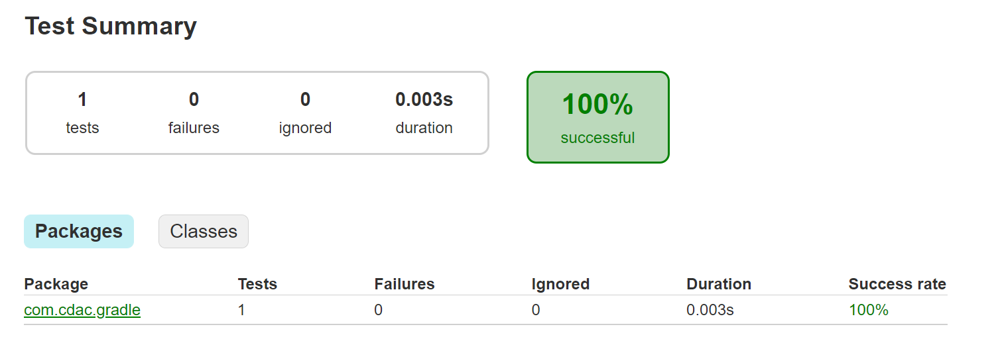 Test Summary
1 0 0 0.003s 100%
tests failures ignored duration successful
Packages Classes
Package Tests Failures Ignored Duration Success rate
com.cdac.gradle 1 0 0 0.003s 100%